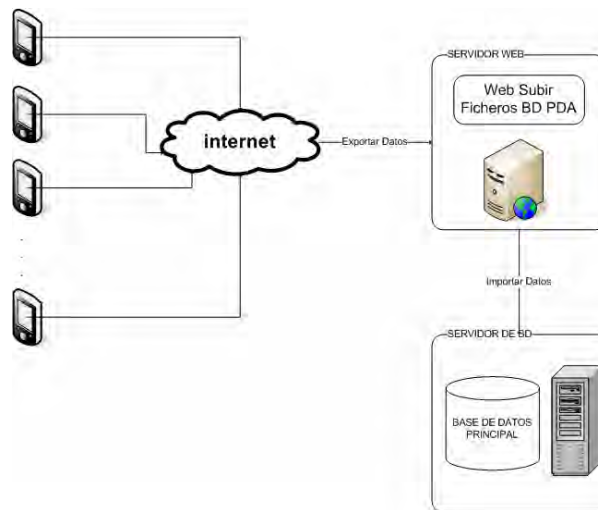 SERVIDOR WEB
Web Subir
Ficheros BD PDA
internet
Exportar Datos
Importar Datos
SERVIDOR DE BD
BASE DE DATOS
PRINCIPAL